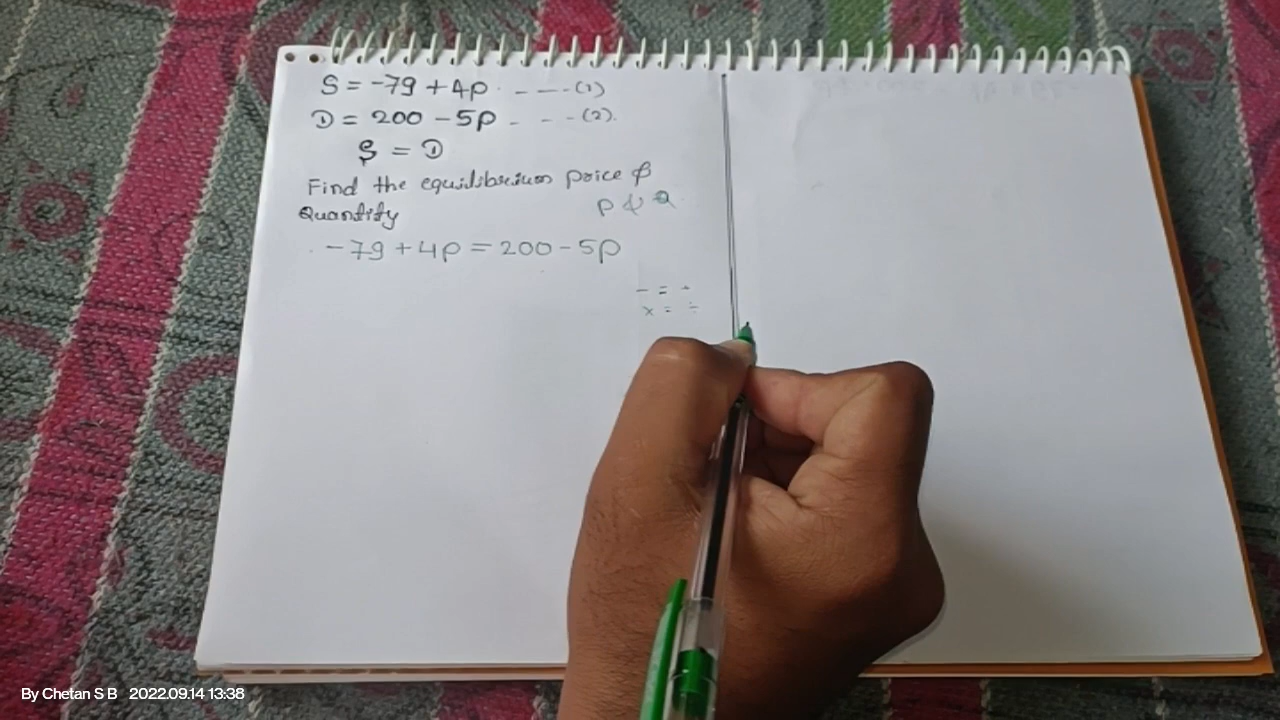 S = -79 + 4p. - - - (1)
D = 200 - 5p - - - (2).
S = D
Find the equilibrium price &
Quantity
P & Q
-79 + 4p = 200 - 5p
- = +
x = ÷
By Chetan S B 2022.09.14 13:38